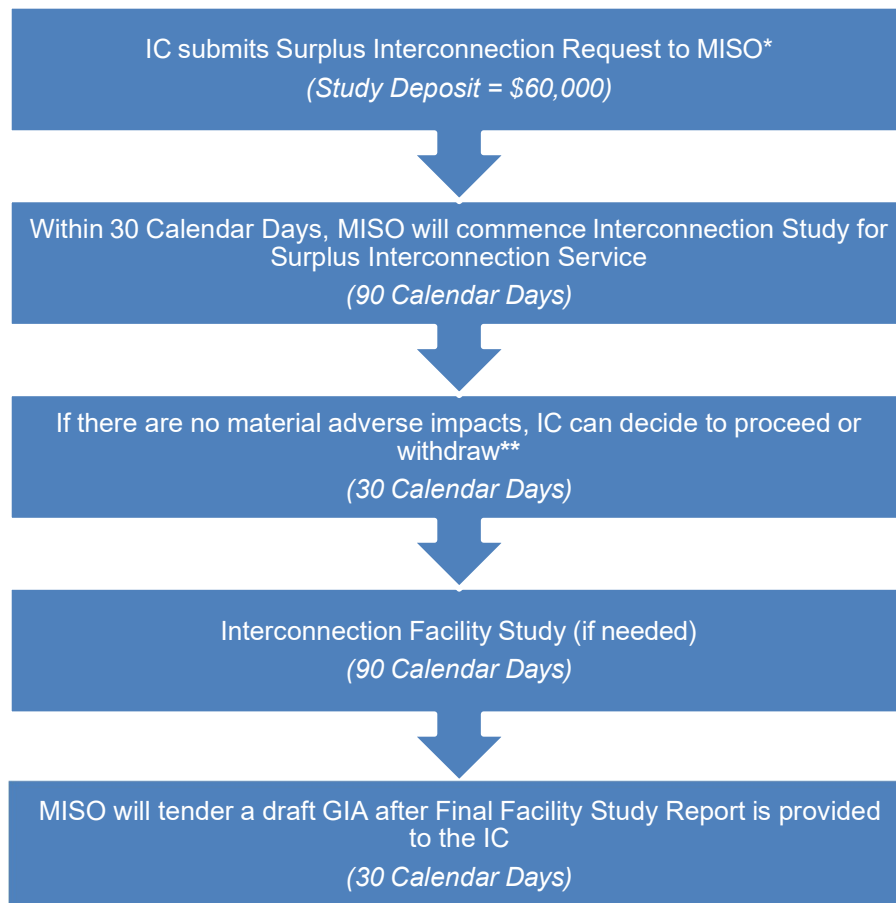 IC submits Surplus Interconnection Request to MISO*
(Study Deposit = $60,000)
Within 30 Calendar Days, MISO will commence Interconnection Study for
Surplus Interconnection Service
(90 Calendar Days)
If there are no material adverse impacts, IC can decide to proceed or
withdraw**
(30 Calendar Days)
Interconnection Facility Study (if needed)
(90 Calendar Days)
MISO will tender a draft GIA after Final Facility Study Report is provided
to the IC
(30 Calendar Days)